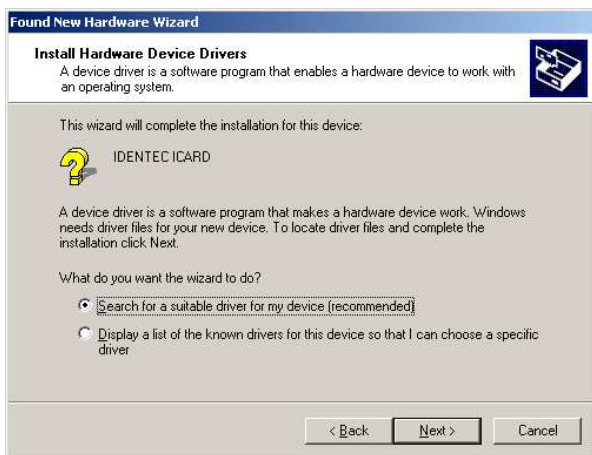 Found New Hardware Wizard
Install Hardware Device Drivers
A device driver is a software program that enables a hardware device to work with
an operating system.
This wizard will complete the installation for this device:
IDENTEC ICARD
A device driver is a software program that makes a hardware device work. Windows
needs driver files for your new device. To locate driver files and complete the
installation click Next.
What do you want the wizard to do?
Search for a suitable driver for my device (recommended)
Display a list of the known drivers for this device so that I can choose a specific
driver
< Back
Next >
Cancel